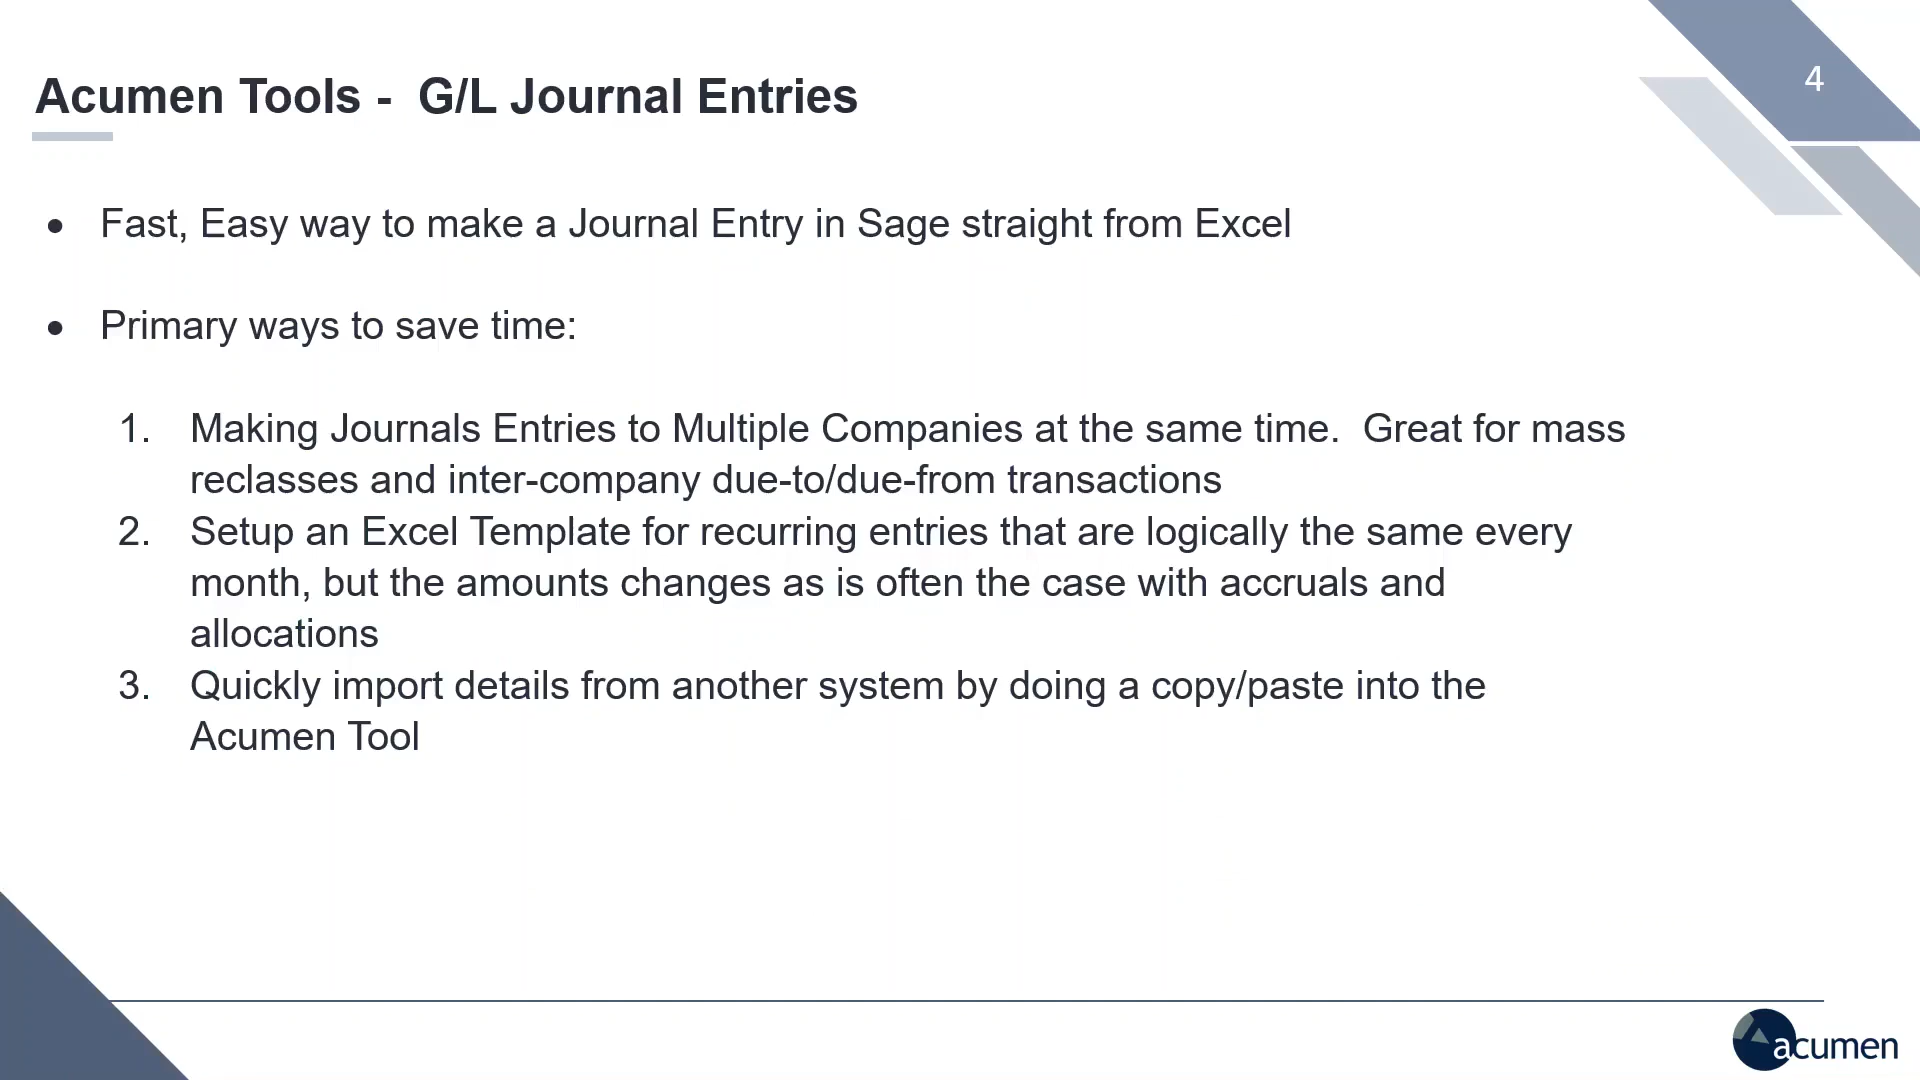 4
Acumen Tools -  G/L Journal Entries
• Fast, Easy way to make a Journal Entry in Sage straight from Excel
• Primary ways to save time:
1. Making Journals Entries to Multiple Companies at the same time.  Great for mass
reclasses and inter-company due-to/due-from transactions
2. Setup an Excel Template for recurring entries that are logically the same every
month, but the amounts changes as is often the case with accruals and
allocations
3. Quickly import details from another system by doing a copy/paste into the
Acumen Tool
acumen